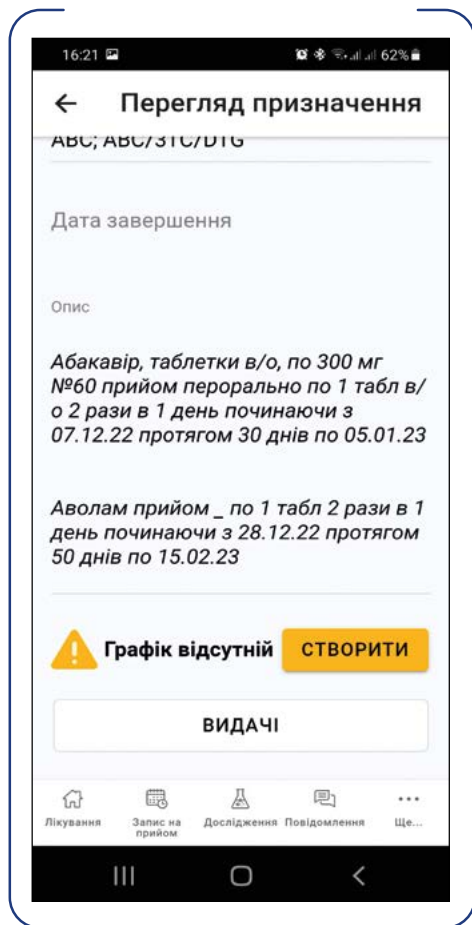 16:21 62%
Перегляд призначення
ABC; ABC/3TC/DTG
Дата завершення
Опис
Абакавір, таблетки в/о, по 300 мг
№60 прийом перорально по 1 табл в/
о 2 рази в 1 день починаючи з
07.12.22 протягом 30 днів по 05.01.23
Аволам прийом _ по 1 табл 2 рази в 1
день починаючи з 28.12.22 протягом
50 днів по 15.02.23
Графік відсутній СТВОРИТИ
ВИДАЧІ
Лікування Запис на прийом Дослідження Повідомлення Ще...